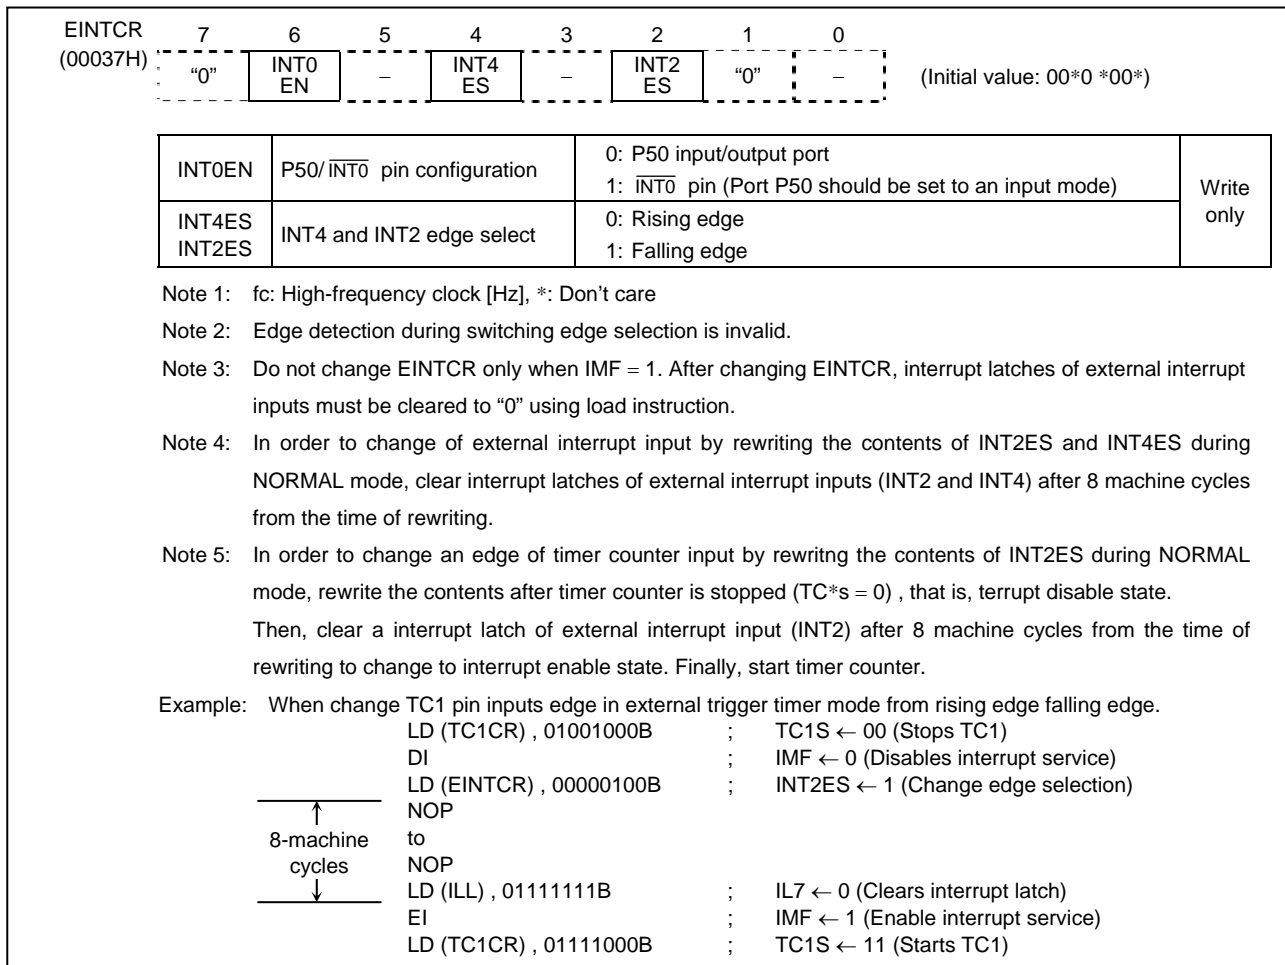 EINTCR 7 6 5 4 3 2 1 0
(00037H) “0” INT0 EN – INT4 ES – INT2 ES “0” – (Initial value: 00*0 *00*)
INT0EN P50/INT0 pin configuration 0: P50 input/output port
1: INT0 pin (Port P50 should be set to an input mode) Write only
INT4ES INT2ES INT4 and INT2 edge select 0: Rising edge
1: Falling edge
Note 1: fc: High-frequency clock [Hz], *: Don't care
Note 2: Edge detection during switching edge selection is invalid.
Note 3: Do not change EINTCR only when IMF = 1. After changing EINTCR, interrupt latches of external interrupt
inputs must be cleared to “0” using load instruction.
Note 4: In order to change of external interrupt input by rewriting the contents of INT2ES and INT4ES during
NORMAL mode, clear interrupt latches of external interrupt inputs (INT2 and INT4) after 8 machine cycles
from the time of rewriting.
Note 5: In order to change an edge of timer counter input by rewritng the contents of INT2ES during NORMAL
mode, rewrite the contents after timer counter is stopped (TC*s = 0) , that is, terrupt disable state.
Then, clear a interrupt latch of external interrupt input (INT2) after 8 machine cycles from the time of
rewriting to change to interrupt enable state. Finally, start timer counter.
Example: When change TC1 pin inputs edge in external trigger timer mode from rising edge falling edge.
LD (TC1CR) , 01001000B ; TC1S ← 00 (Stops TC1)
DI ; IMF ← 0 (Disables interrupt service)
LD (EINTCR) , 00000100B ; INT2ES ← 1 (Change edge selection)
NOP
8-machine to
cycles NOP
LD (ILL) , 01111111B ; IL7 ← 0 (Clears interrupt latch)
EI ; IMF ← 1 (Enable interrupt service)
LD (TC1CR) , 01111000B ; TC1S ← 11 (Starts TC1)